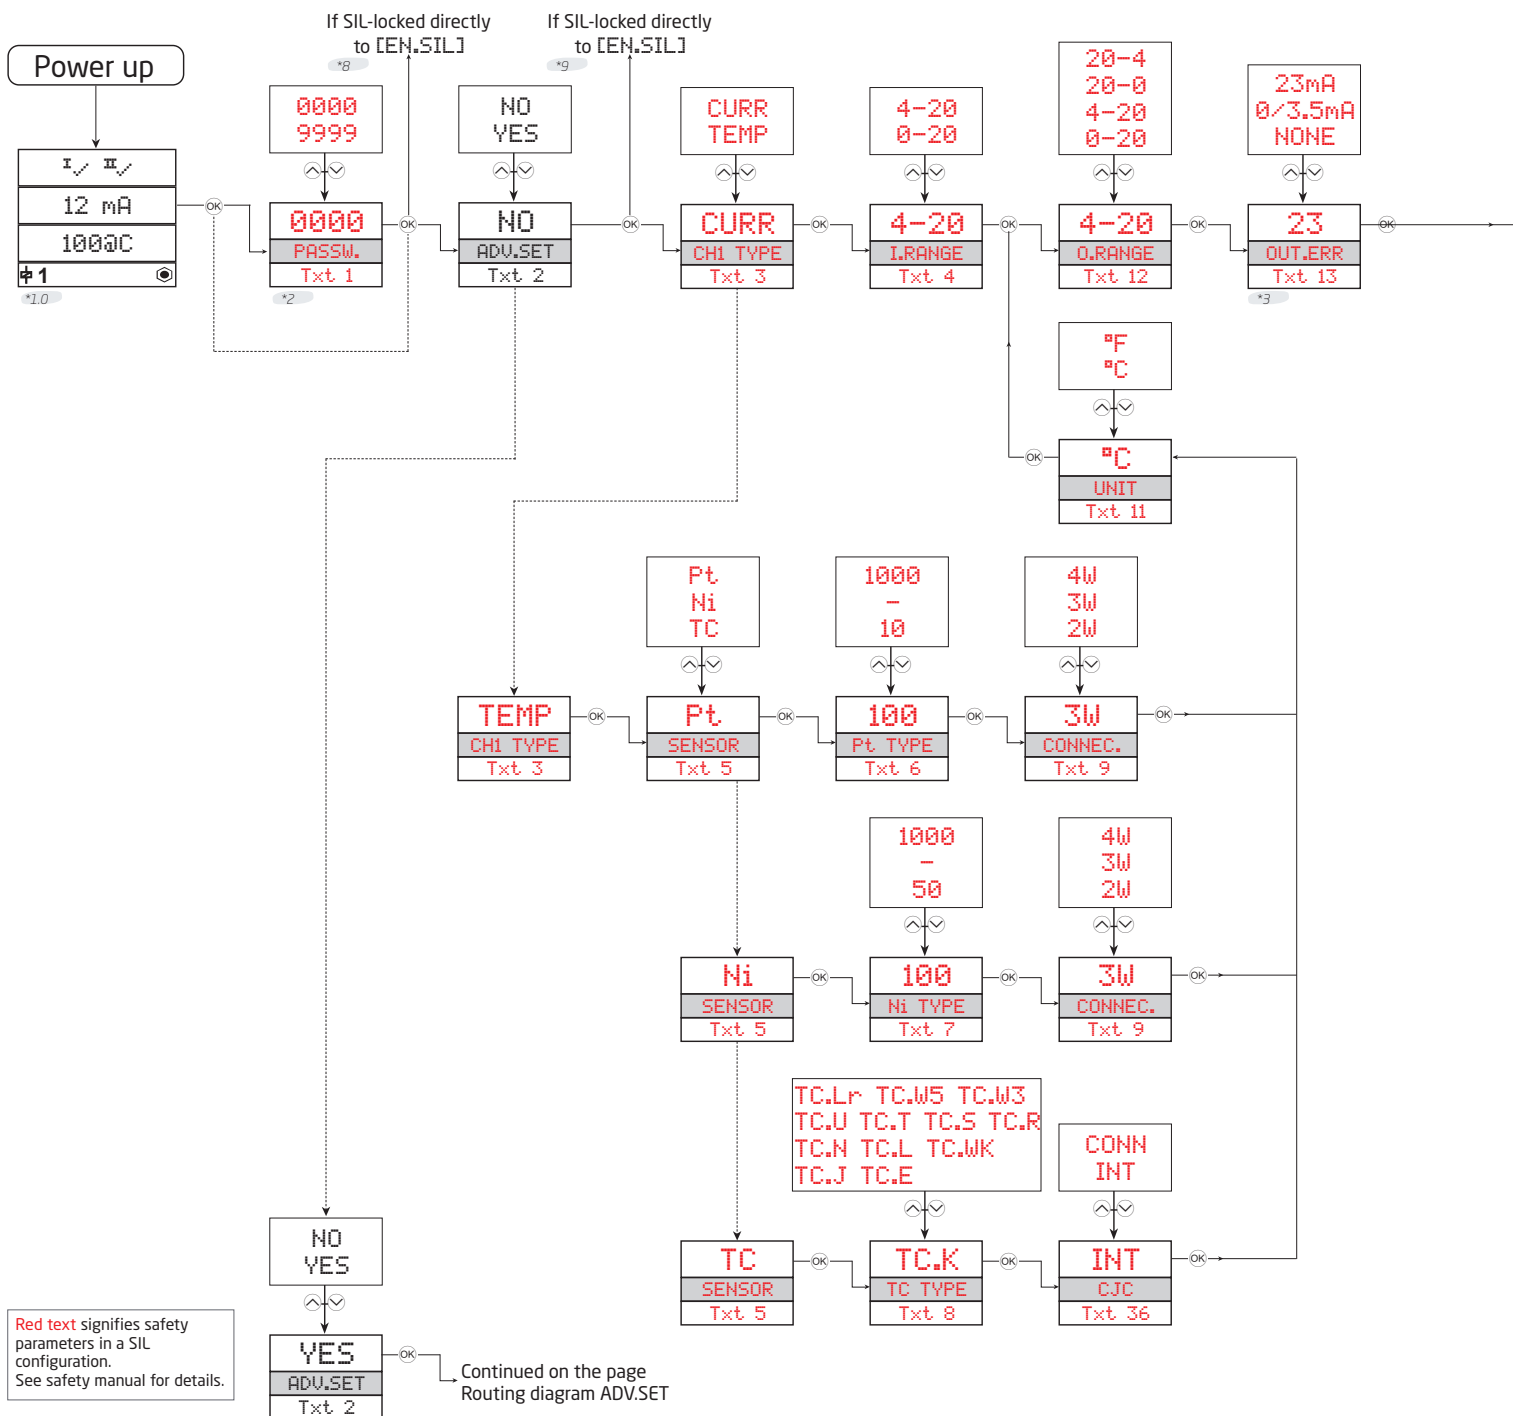 If SIL-locked directly
to [EN.SIL]
*8
If SIL-locked directly
to [EN.SIL]
*9
Power up
I✓ II✓
12 mA
100@C
1
*1.0
0000
9999
0000
PASSW.
Txt 1
*2
OK
OK
NO
YES
NO
ADV.SET
Txt 2
OK
CURR
TEMP
CURR
CH1 TYPE
Txt 3
OK
4-20
0-20
4-20
I.RANGE
Txt 4
OK
20-4
20-0
4-20
0-20
4-20
O.RANGE
Txt 12
OK
23mA
0/3.5mA
NONE
23
OUT.ERR
Txt 13
*3
OK
°F
°C
OK
°C
UNIT
Txt 11
Pt
Ni
TC
1000
-
10
4W
3W
2W
TEMP
CH1 TYPE
Txt 3
OK
Pt
SENSOR
Txt 5
OK
100
Pt TYPE
Txt 6
OK
3W
CONNEC.
Txt 9
OK
1000
-
50
4W
3W
2W
Ni
SENSOR
Txt 5
OK
100
Ni TYPE
Txt 7
OK
3W
CONNEC.
Txt 9
OK
TC.Lr TC.W5 TC.W3
TC.U TC.T TC.S TC.R
TC.N TC.L TC.WK
TC.J TC.E
CONN
INT
TC
SENSOR
Txt 5
OK
TC.K
TC TYPE
Txt 8
OK
INT
CJC
Txt 36
OK
NO
YES
YES
ADV.SET
Txt 2
OK
Continued on the page
Routing diagram ADV.SET
Red text signifies safety
parameters in a SIL
configuration.
See safety manual for details.